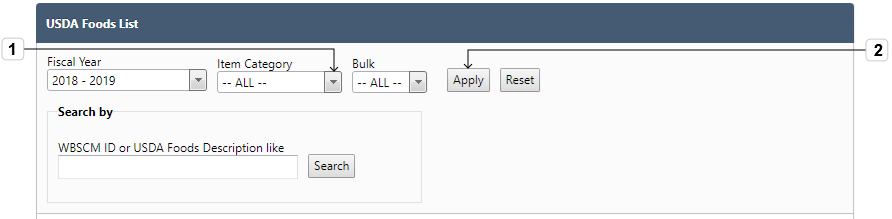 USDA Foods List
1
2
Fiscal Year Item Category Bulk
2018 - 2019 -- ALL -- -- ALL -- Apply Reset
Search by
WBSCM ID or USDA Foods Description like
Search